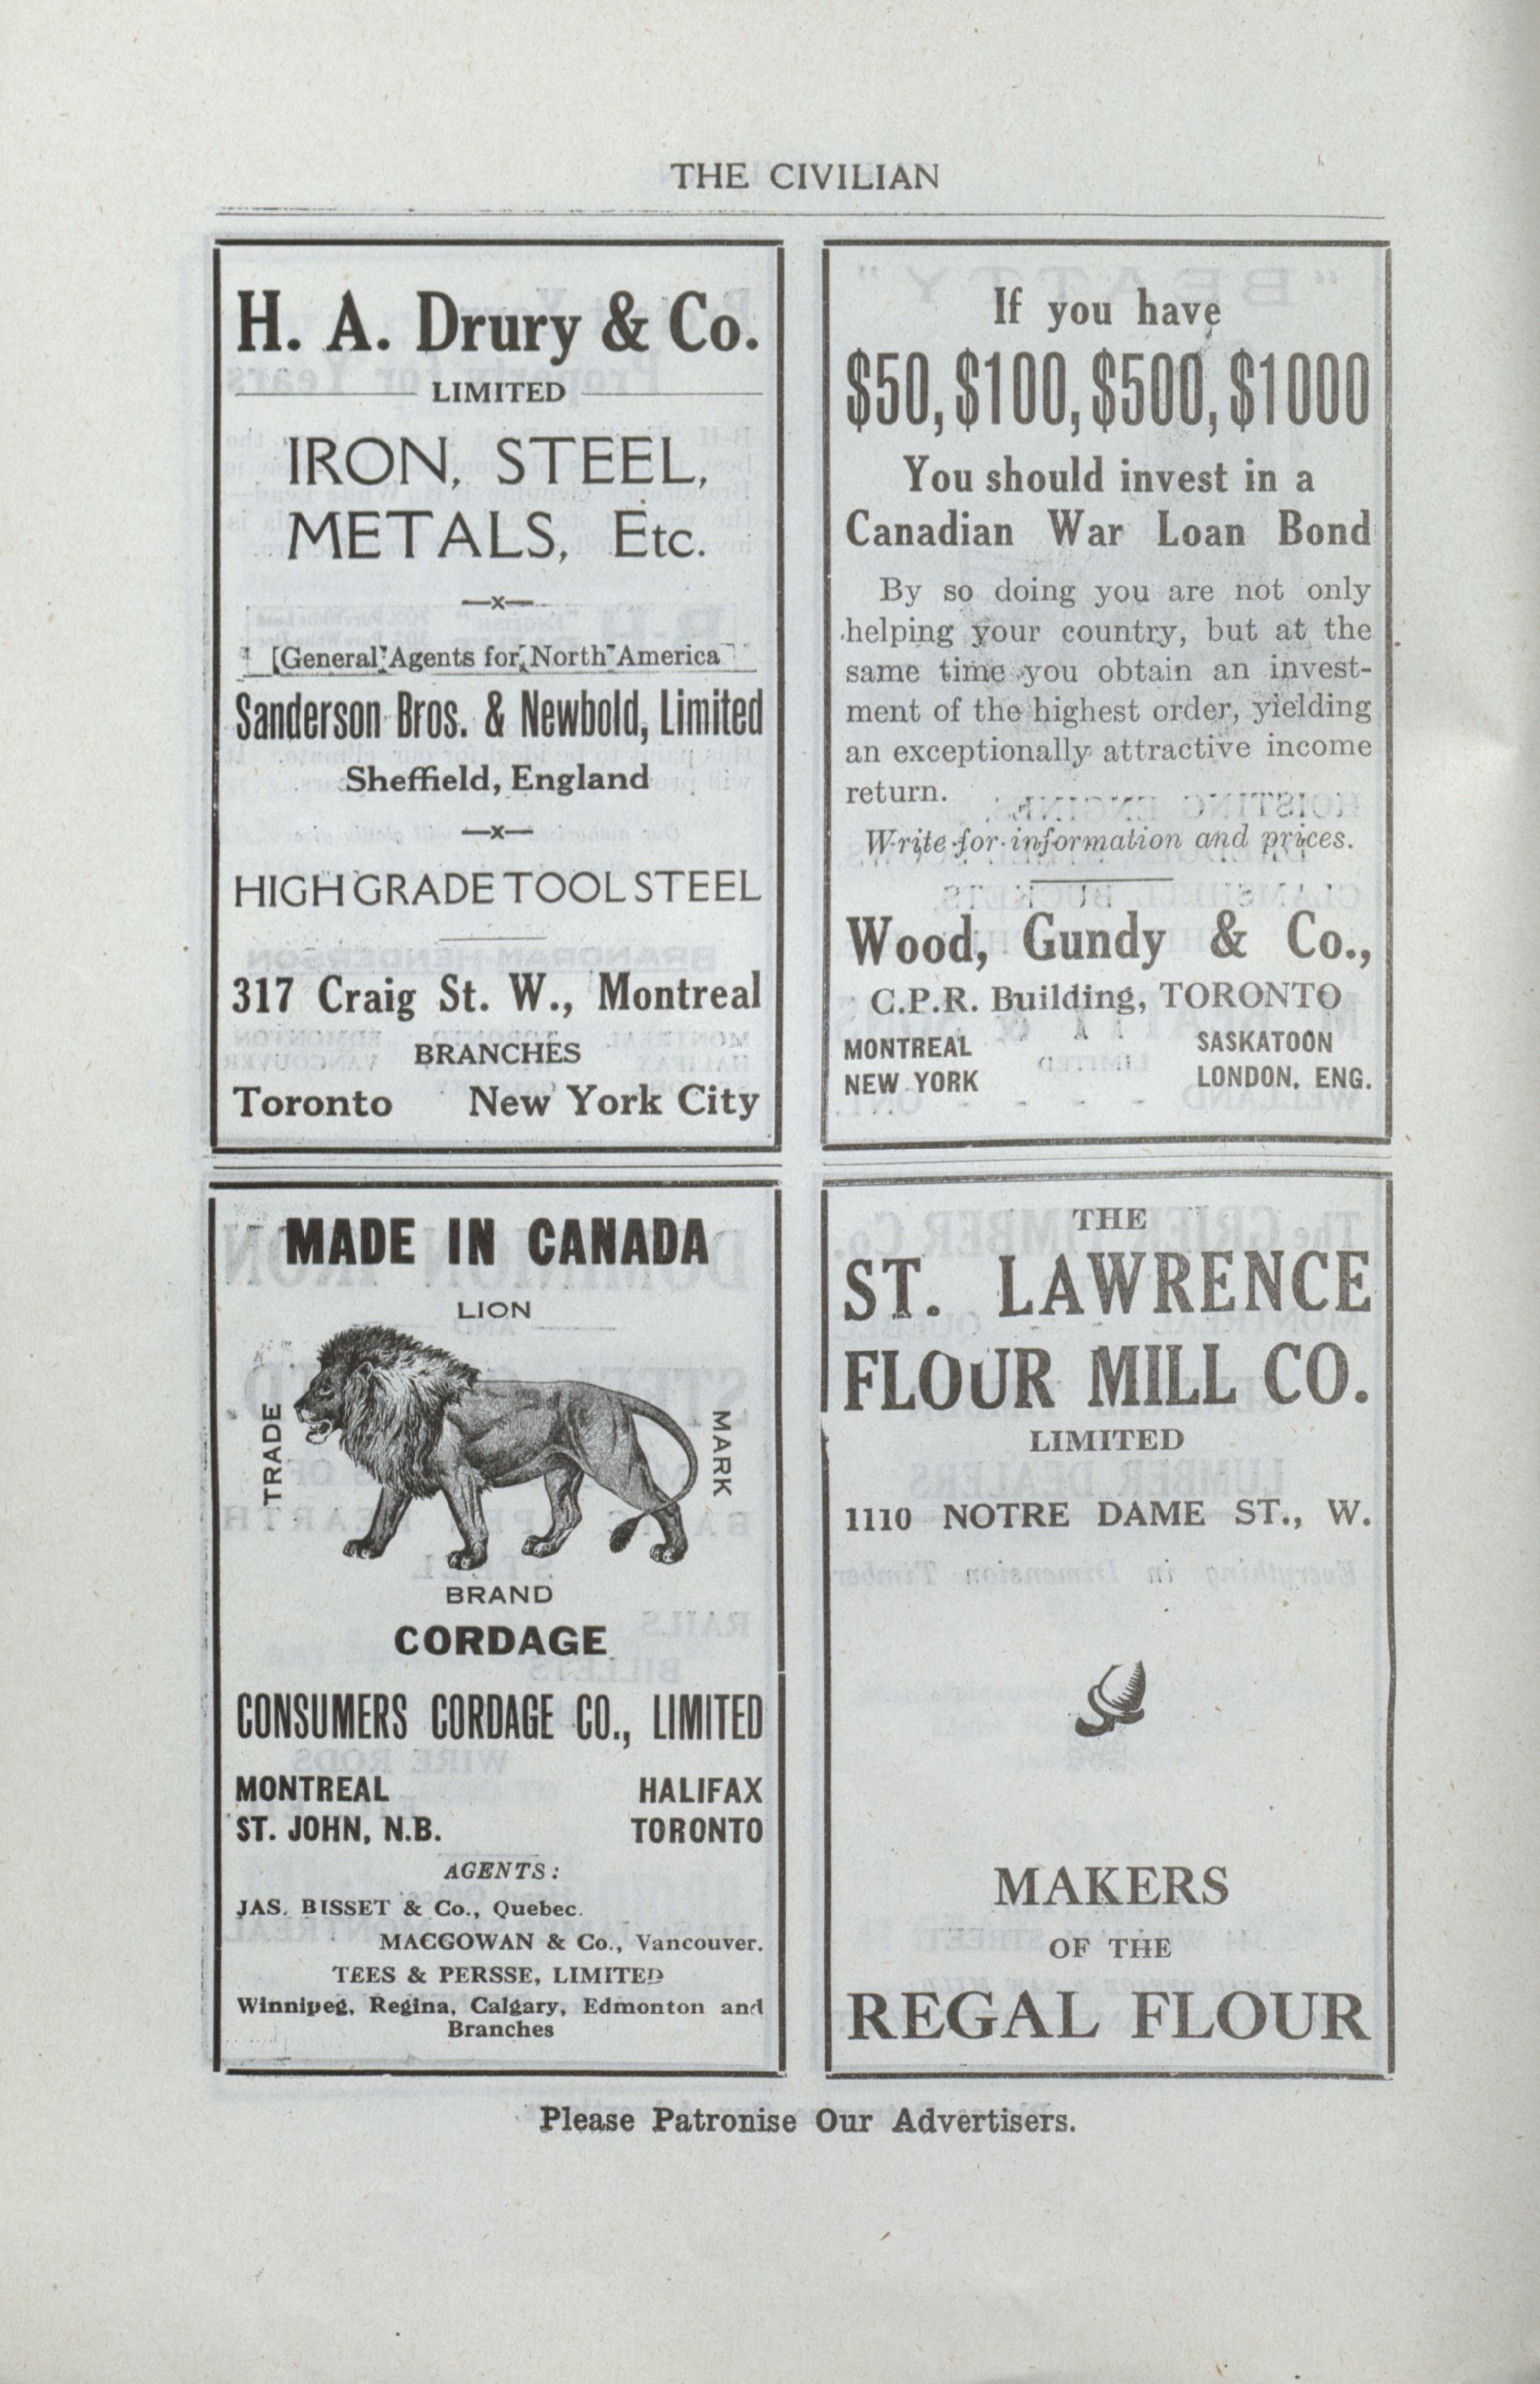 THE CIVILIAN
H. A. Drury & Co.
LIMITED
IRON, STEEL,
METALS, Etc.
—x—
[General Agents for North America
Sanderson Bros. & Newbold, Limited
Sheffield, England
—x—
HIGH GRADE TOOL STEEL
317 Craig St. W., Montreal
BRANCHES
Toronto New York City
If you have
$50, $100, $500, $1000
You should invest in a
Canadian War Loan Bond
By so doing you are not only
helping your country, but at the
same time you obtain an invest-
ment of the highest order, yielding
an exceptionally attractive income
return.
Write for information and prices.
Wood, Gundy & Co.,
C.P.R. Building, TORONTO
MONTREAL SASKATOON
NEW YORK LONDON, ENG.
MADE IN CANADA
LION
TRADE
MARK
BRAND
CORDAGE
CONSUMERS CORDAGE CO., LIMITED
MONTREAL HALIFAX
ST. JOHN, N.B. TORONTO
AGENTS:
JAS. BISSET & Co., Quebec.
MACGOWAN & Co., Vancouver.
TEES & PERSSE, LIMITED
Winnipeg, Regina, Calgary, Edmonton and
Branches
THE
ST. LAWRENCE
FLOUR MILL CO.
LIMITED
1110 NOTRE DAME ST., W.
MAKERS
OF THE
REGAL FLOUR
Please Patronise Our Advertisers.